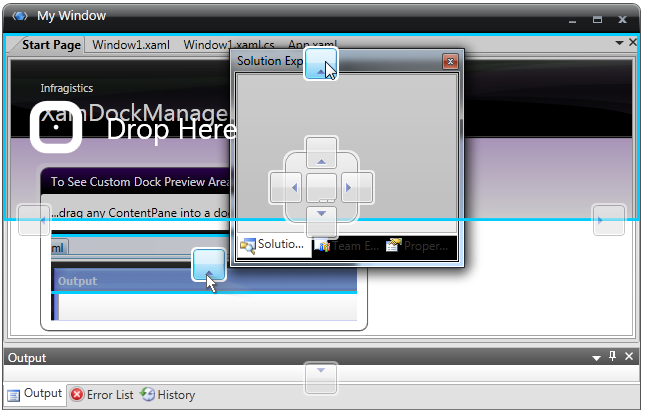 My Window
Start Page Window1.xaml Window1.xaml.cs App.xaml
Solution Exp
Infragistics
XamDockManage
Drop Here
To See Custom Dock Preview Area
...drag any ContentPane into a do
ml
Solutio... Team E... Proper...
Output
Output
Output Error List History